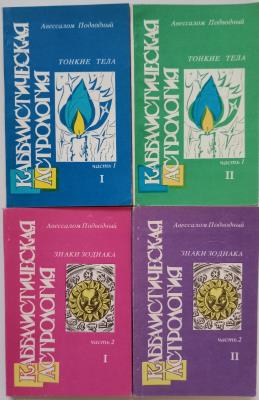 Авессалом Подводный
КАББАЛИСТИЧЕСКАЯ
АСТРОЛОГИЯ
ТОНКИЕ ТЕЛА
часть 1
I
Авессалом Подводный
КАББАЛИСТИЧЕСКАЯ
АСТРОЛОГИЯ
ТОНКИЕ ТЕЛА
часть 1
II
Авессалом Подводный
КАББАЛИСТИЧЕСКАЯ
АСТРОЛОГИЯ
ЗНАКИ ЗОДИАКА
часть 2
I
Авессалом Подводный
КАББАЛИСТИЧЕСКАЯ
АСТРОЛОГИЯ
ЗНАКИ ЗОДИАКА
часть 2
II